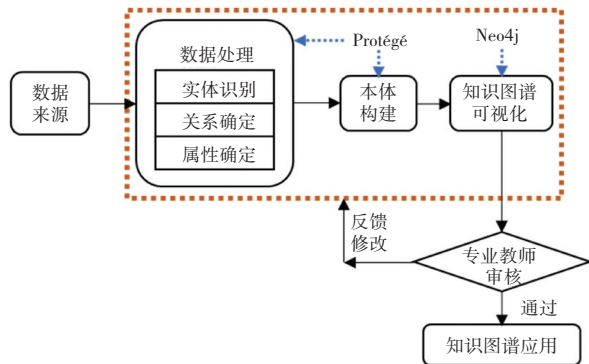 Protégé
Neo4j
数据处理
实体识别
关系确定
属性确定
数据
来源
本体
构建
知识图谱
可视化
反馈
修改
专业教师
审核
通过
知识图谱应用